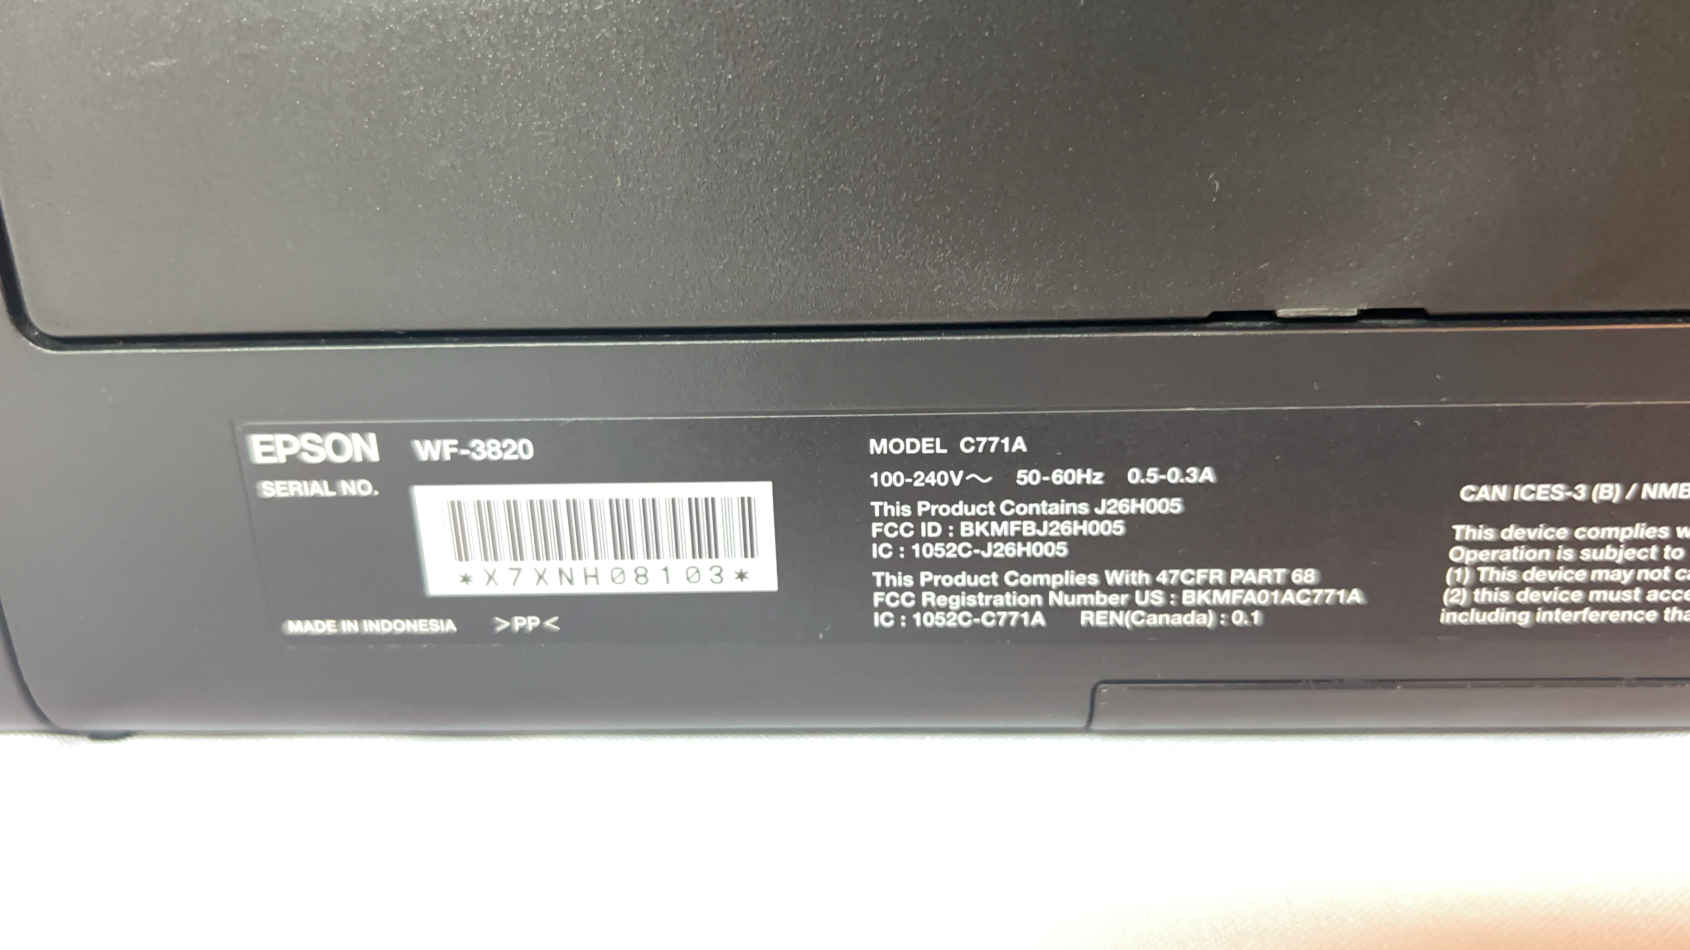 EPSON WF-3820
SERIAL NO.
*X7XNH08103*
MADE IN INDONESIA >PP<
MODEL C771A
100-240V～ 50-60Hz 0.5-0.3A
This Product Contains J26H005
FCC ID : BKMFBJ26H005
IC : 1052C-J26H005
This Product Complies With 47CFR PART 68
FCC Registration Number US : BKMFA01AC771A
IC : 1052C-C771A REN(Canada) : 0.1
CAN ICES-3 (B) / NMB
This device complies
Operation is subject to
(1) This device may not
(2) this device must
including interference